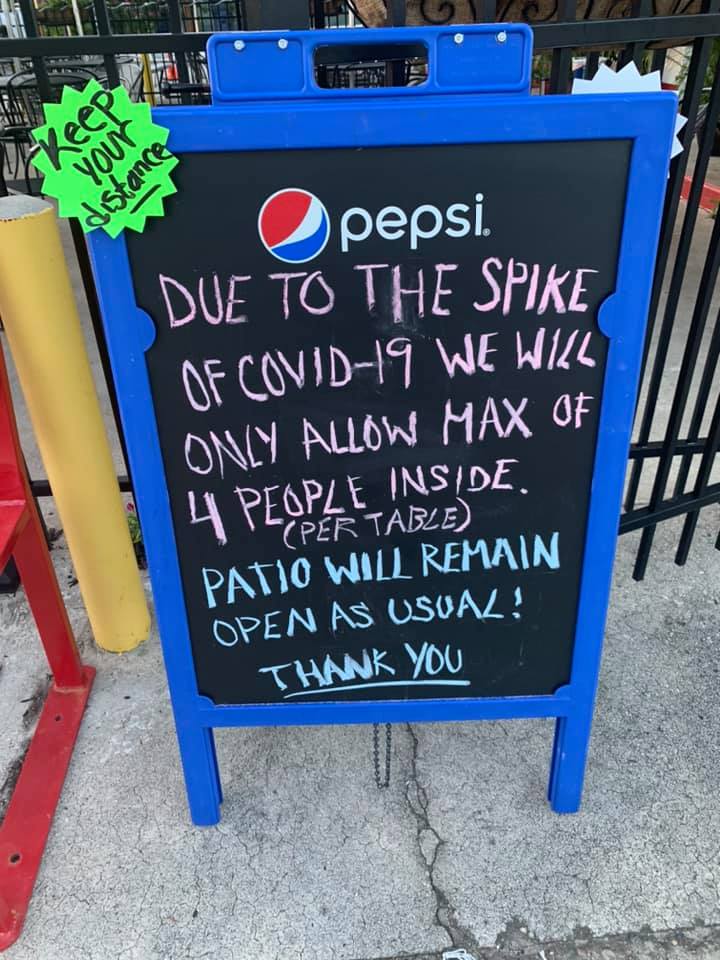 Keep
Your
distance
pepsi
DUE TO THE SPIKE
OF COVID-19 WE WILL
ONLY ALLOW MAX OF
4 PEOPLE INSIDE.
(PER TABLE)
PATIO WILL REMAIN
OPEN AS USUAL!
THANK YOU